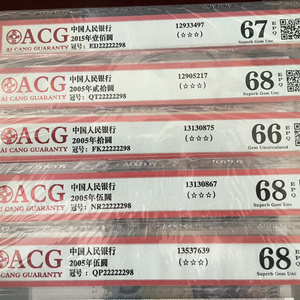 ACG
AI CANG GUARANTY
中国人民银行
2015年壹佰圆
冠号: ED22222298
12933497
(☆☆☆)
67 EPQ
Superb Gem Unc
ACG
AI CANG GUARANTY
中国人民银行
2005年贰拾圆
冠号: QT22222298
12905217
(☆☆☆)
68 EPQ
Superb Gem Unc
ACG
AI CANG GUARANTY
中国人民银行
2005年拾圆
冠号: FK22222298
13130875
(☆☆☆)
66 EPQ
Gem Uncirculated
ACG
AI CANG GUARANTY
中国人民银行
2005年伍圆
冠号: NR22222298
13130867
(☆☆☆)
68 EPQ
Superb Gem Unc
ACG
CANG GUARANTY
中国人民银行
2005年伍圆
冠号: QP22222298
13537639
(☆☆☆)
68 EPQ
Superb Gem Unc